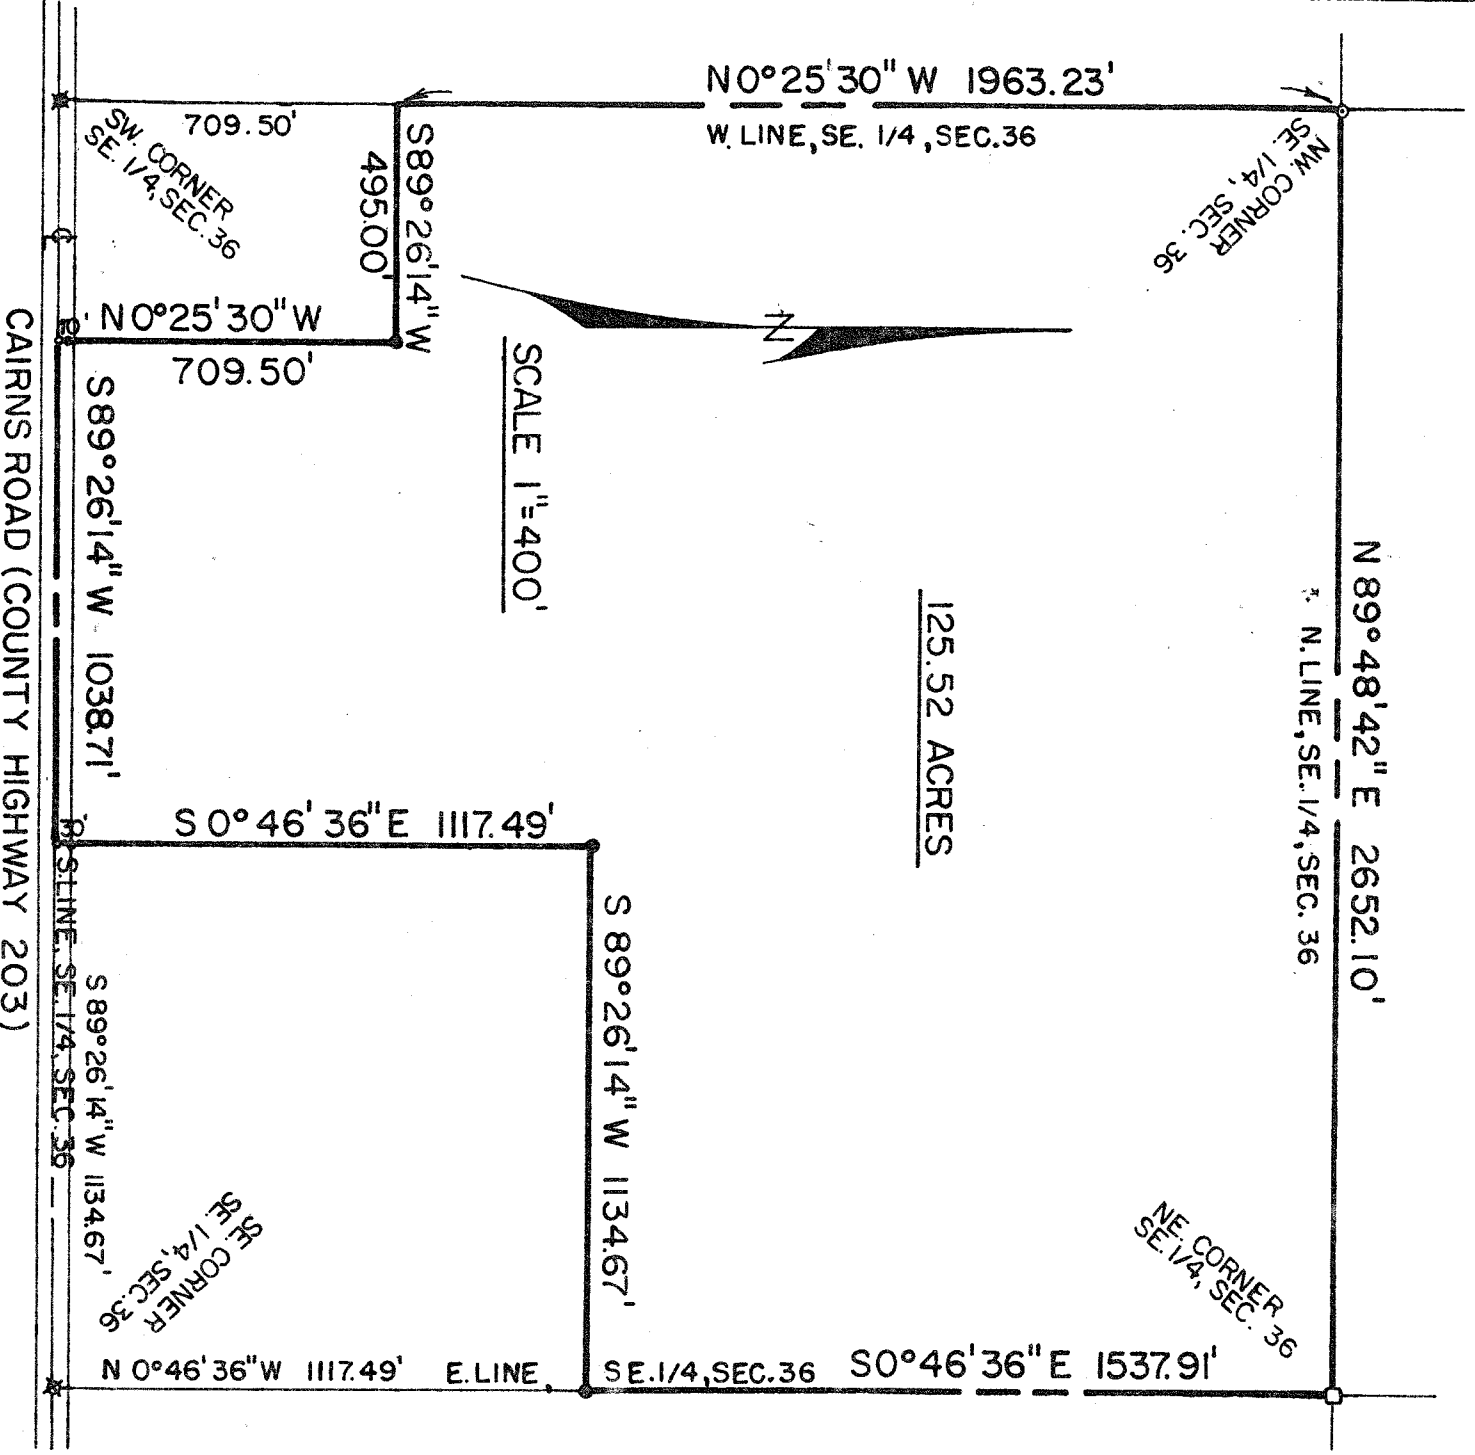 N 0°25'30" W 1963.23'
W. LINE, SE. 1/4, SEC. 36
709.50'
SW. CORNER
SE. 1/4, SEC. 36
S 89°26'14" W
495.00'
NW. CORNER
SE. 1/4, SEC. 36
N 0°25'30" W
709.50'
N
SCALE 1"=400'
S 89°26'14" W 1038.71'
CAIRNS ROAD (COUNTY HIGHWAY 203)
125.52 ACRES
N 89°48'42" E 2652.10'
N. LINE, SE. 1/4, SEC. 36
S 0°46'36" E 1117.49'
S 89°26'14" W 1134.67'
S. LINE, SE. 1/4, SEC. 36
S 89°26'14" W 1134.67'
SE. CORNER
SE. 1/4, SEC. 36
NE. CORNER
SE. 1/4, SEC. 36
N 0°46'36" W 1117.49' E. LINE, SE. 1/4, SEC. 36 S 0°46'36" E 1537.91'